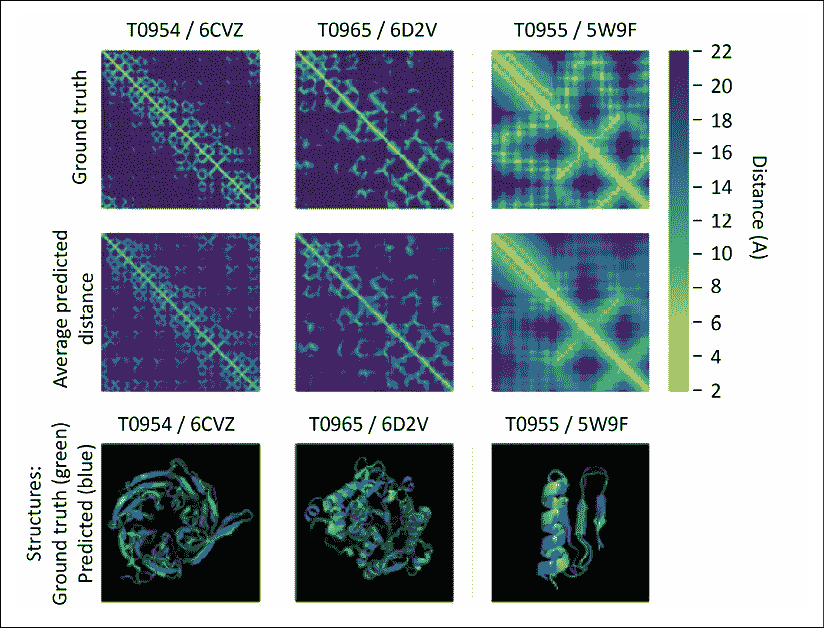 T0954 / 6CVZ
T0965 / 6D2V
T0955 / 5W9F
Ground truth
22
20
18
16
14
12
10
8
6
4
2
Distance (A)
Average predicted
distance
T0954 / 6CVZ
T0965 / 6D2V
T0955 / 5W9F
Structures:
Ground truth (green)
Predicted (blue)